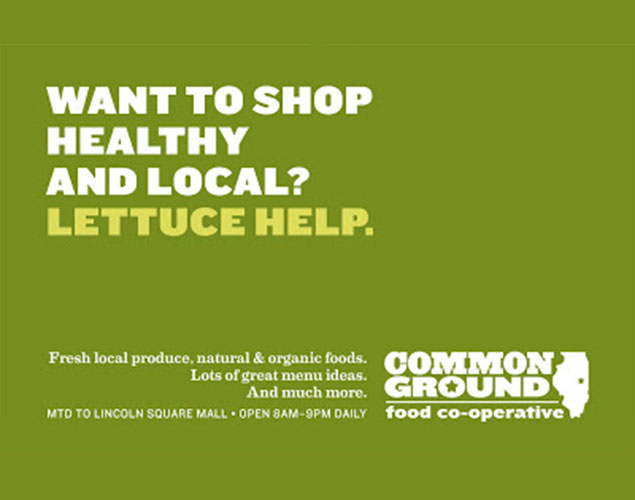 WANT TO SHOP
HEALTHY
AND LOCAL?
LETTUCE HELP.
Fresh local produce, natural & organic foods.
Lots of great menu ideas.
And much more.
MTD TO LINCOLN SQUARE MALL • OPEN 8AM–9PM DAILY
COMMON
GROUND
food co-operative